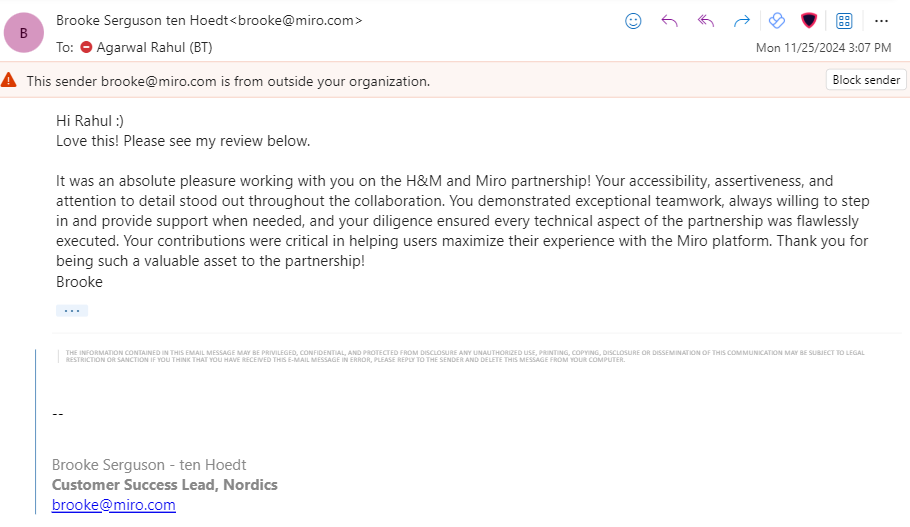 B
Brooke Serguson ten Hoedt<brooke@miro.com>
To: Agarwal Rahul (BT)
Mon 11/25/2024 3:07 PM
This sender brooke@miro.com is from outside your organization.
Block sender
Hi Rahul :)
Love this! Please see my review below.
It was an absolute pleasure working with you on the H&M and Miro partnership! Your accessibility, assertiveness, and
attention to detail stood out throughout the collaboration. You demonstrated exceptional teamwork, always willing to step
in and provide support when needed, and your diligence ensured every technical aspect of the partnership was flawlessly
executed. Your contributions were critical in helping users maximize their experience with the Miro platform. Thank you for
being such a valuable asset to the partnership!
Brooke
...
THE INFORMATION CONTAINED IN THIS EMAIL MESSAGE MAY BE PRIVILEGED, CONFIDENTIAL, AND PROTECTED FROM DISCLOSURE ANY UNAUTHORIZED USE, PRINTING, COPYING, DISCLOSURE OR DISSEMINATION OF THIS COMMUNICATION MAY BE SUBJECT TO LEGAL
RESTRICTION OR SANCTION IF YOU THINK THAT YOU HAVE RECEIVED THIS E-MAIL MESSAGE IN ERROR, PLEASE REPLY TO THE SENDER AND DELETE THIS MESSAGE FROM YOUR COMPUTER.
--
Brooke Serguson - ten Hoedt
Customer Success Lead, Nordics
brooke@miro.com